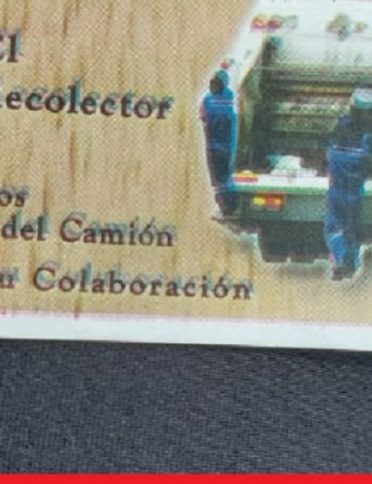 El
Recolector
os
del Camión
n Colaboración